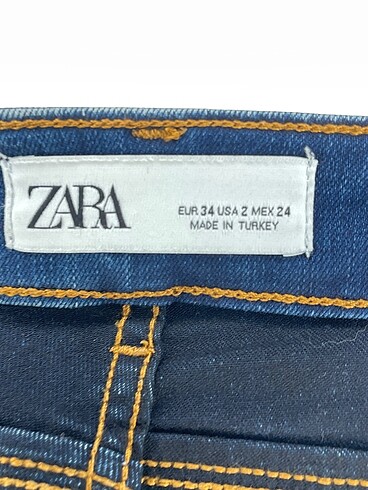 ZARA
EUR 34 USA 2 MEX 24
MADE IN TURKEY